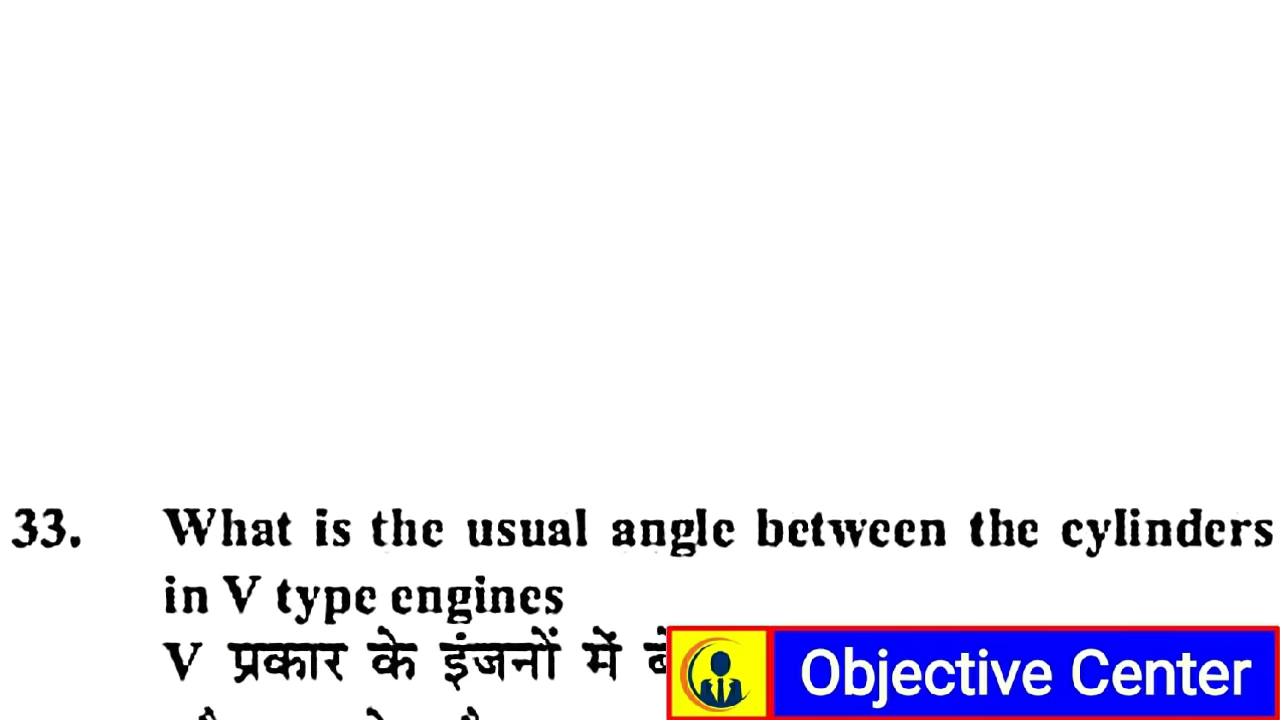 33. What is the usual angle between the cylinders
in V type engines
V प्रकार के इंजनों में
Objective Center